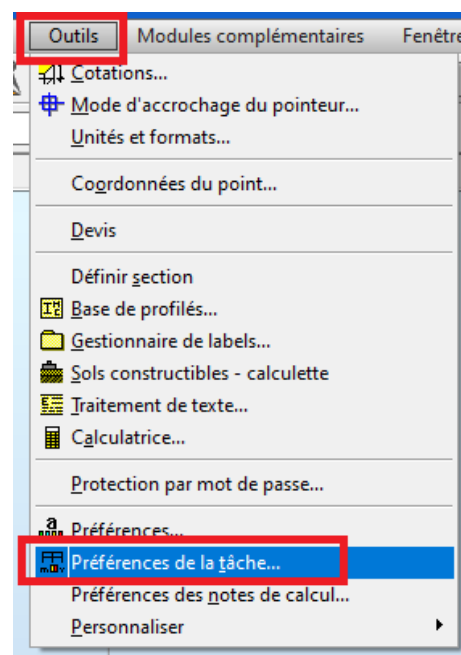 Outils Modules complémentaires Fenêtre
Cotations...
Mode d'accrochage du pointeur...
Unités et formats...
Coordonnées du point...
Devis
Définir section
Base de profilés...
Gestionnaire de labels...
Sols constructibles - calculette
Traitement de texte...
Calculatrice...
Protection par mot de passe...
Préférences...
Préférences de la tâche...
Préférences des notes de calcul...
Personnaliser